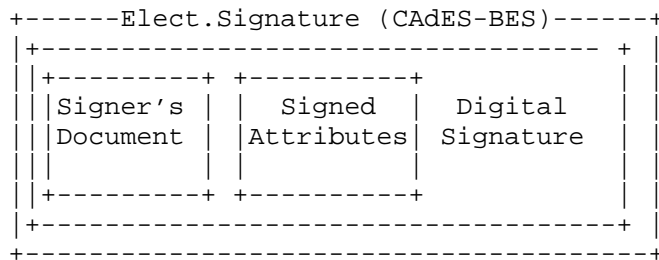 +------Elect.Signature (CAdES-BES)------+
|+----------------------------------- + |
||+---------+ +----------+            | |
|||Signer's | |  Signed  |  Digital   | |
|||Document | |Attributes| Signature  | |
|||         | |          |            | |
||+---------+ +----------+            | |
|+------------------------------------+ |
+---------------------------------------+